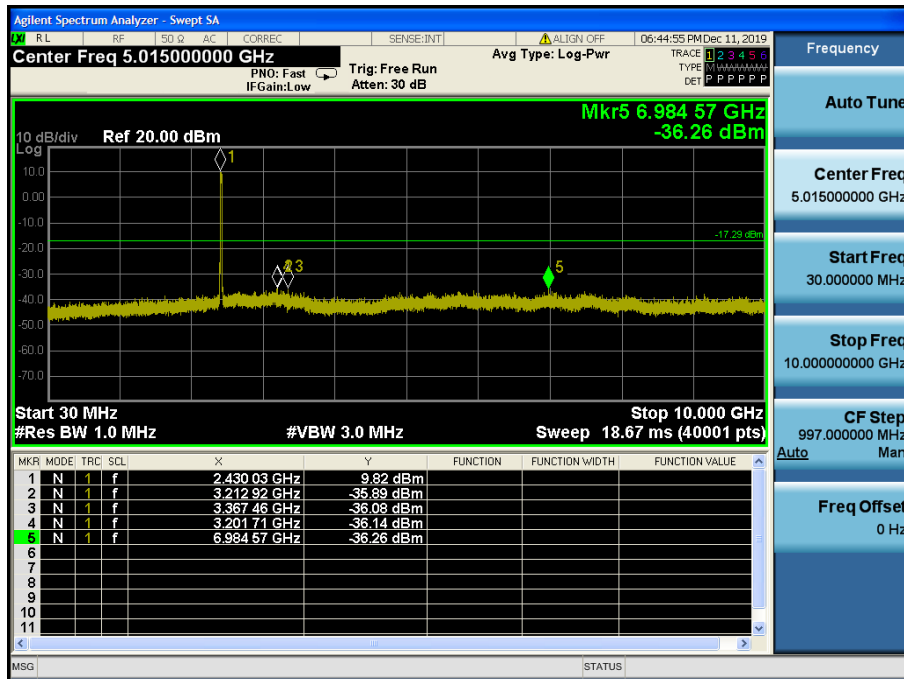 Agilent Spectrum Analyzer - Swept SA
LXI RL RF 50 Ω AC CORREC SENSE:INT ALIGN OFF 06:44:55 PM Dec 11, 2019
Center Freq 5.015000000 GHz
PNO: Fast
IFGain:Low
Trig: Free Run
Atten: 30 dB
Avg Type: Log-Pwr
TRACE 1 2 3 4 5 6
TYPE M WWWWW
DET P P P P P P
Mkr5 6.984 57 GHz
-36.26 dBm
10 dB/div Ref 20.00 dBm
Log
10.0
0.00
-10.0
-20.0
-30.0
-40.0
-50.0
-60.0
-70.0
1
3
5
-17.29 dBm
Start 30 MHz Stop 10.000 GHz
#Res BW 1.0 MHz #VBW 3.0 MHz Sweep 18.67 ms (40001 pts)
MKR MODE TRC SCL X Y FUNCTION FUNCTION WIDTH FUNCTION VALUE
1 N 1 f 2.430 03 GHz 9.82 dBm
2 N 1 f 3.212 92 GHz -35.89 dBm
3 N 1 f 3.367 46 GHz -36.08 dBm
4 N 1 f 3.201 71 GHz -36.14 dBm
5 N 1 f 6.984 57 GHz -36.26 dBm
6
7
8
9
10
11
MSG STATUS
Frequency
Auto Tune
Center Freq
5.015000000 GHz
Start Freq
30.000000 MHz
Stop Freq
10.000000000 GHz
CF Step
997.000000 MHz
Auto Man
Freq Offset
0 Hz